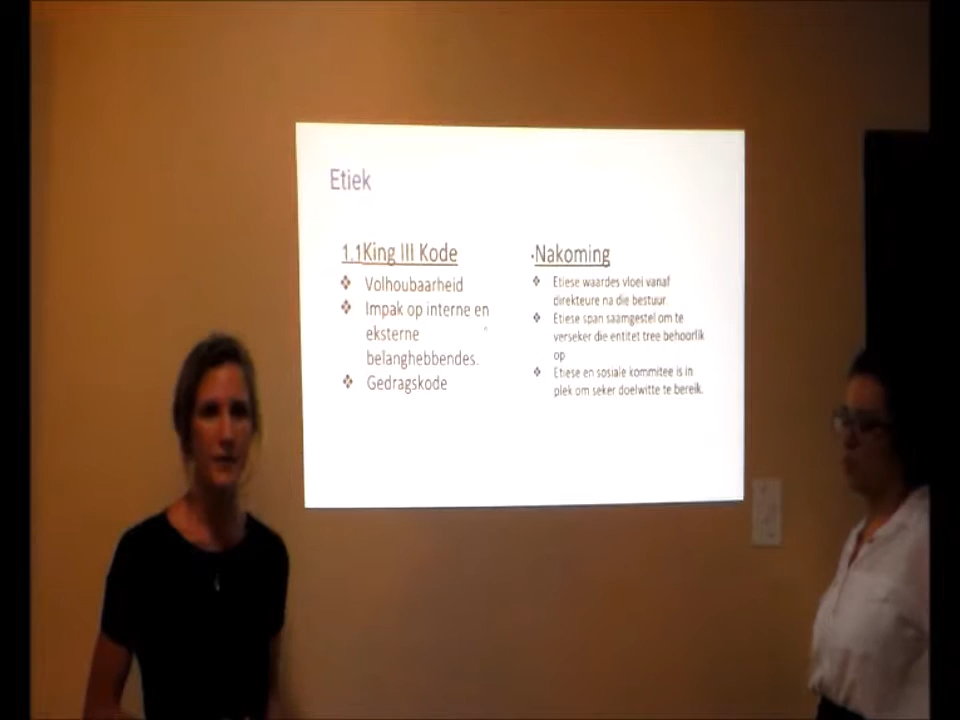 Etiek
1.1King III Kode
❖ Volhoubaarheid
❖ Impak op interne en
eksterne
belanghebbendes.
❖ Gedragskode
·Nakoming
❖ Etiese waardes vloei vanaf
direkteure na die bestuur.
❖ Etiese span saamgestel om te
verseker die entitet tree behoorlik
op
❖ Etiese en sosiale kommitee is in
plek om seker doelwitte te bereik.